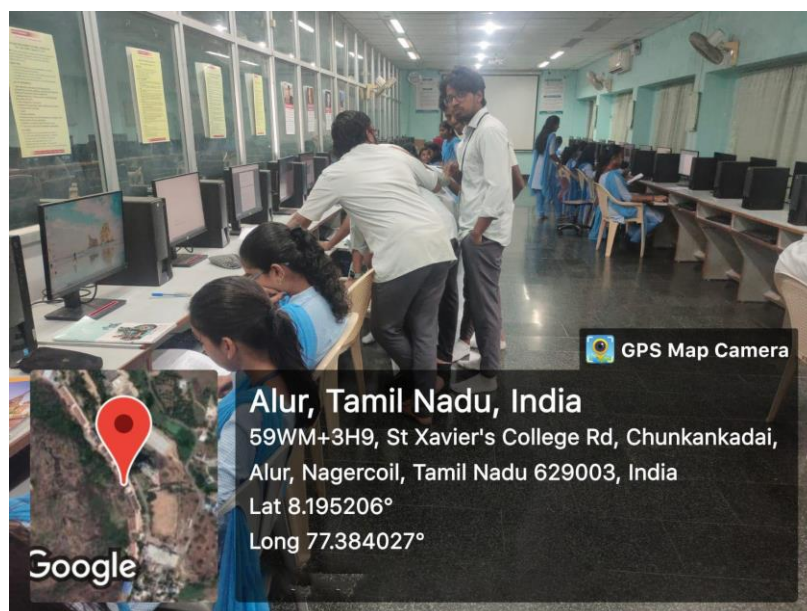 GPS Map Camera
Alur, Tamil Nadu, India
59WM+3H9, St Xavier's College Rd, Chunkankadai,
Alur, Nagercoil, Tamil Nadu 629003, India
Lat 8.195206°
Long 77.384027°
Google